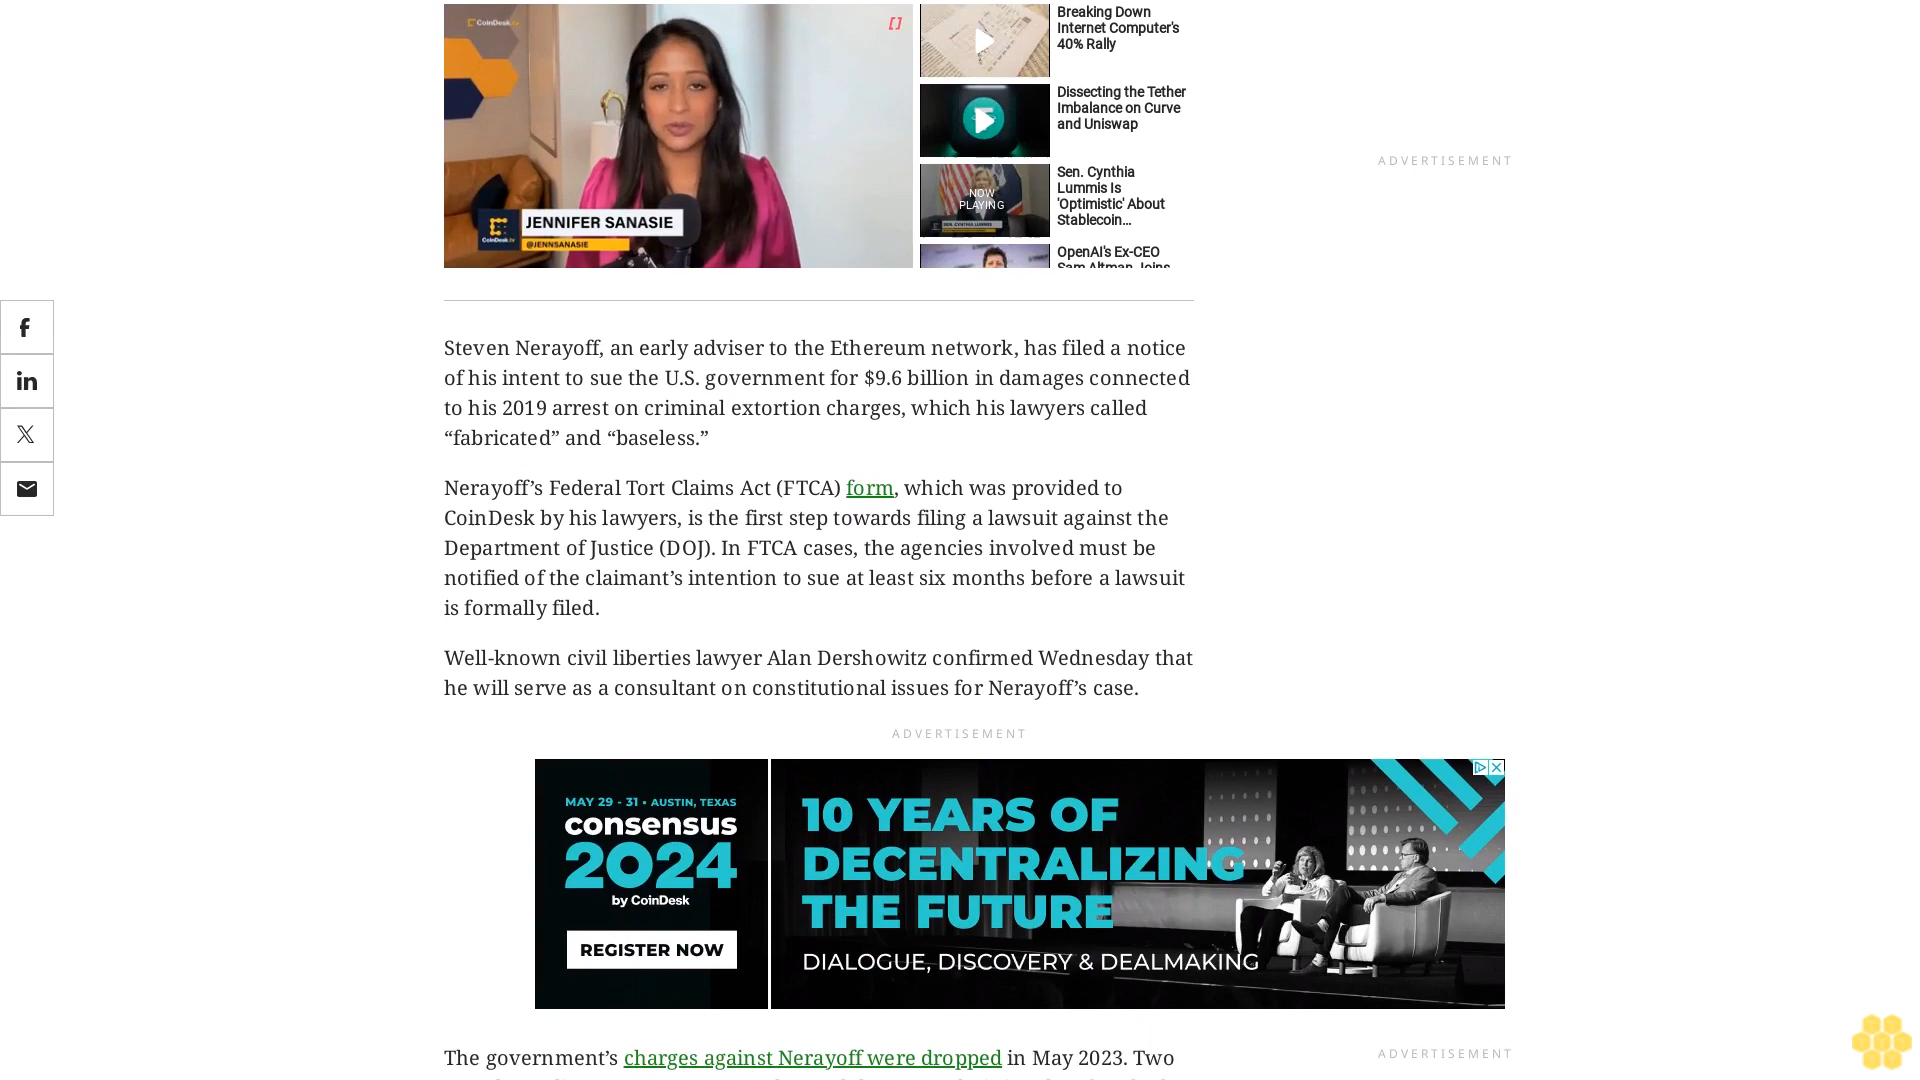 CoinDesk tv
[ ]
JENNIFER SANASIE
CoinDesk tv
@JENNSANASIE
Breaking Down
Internet Computer's
40% Rally
Dissecting the Tether
Imbalance on Curve
and Uniswap
NOW
PLAYING
SEN. CYNTHIA LUMMIS
Sen. Cynthia
Lummis Is
'Optimistic' About
Stablecoin...
OpenAI's Ex-CEO
Sam Altman Joins
ADVERTISEMENT
Steven Nerayoff, an early adviser to the Ethereum network, has filed a notice
of his intent to sue the U.S. government for $9.6 billion in damages connected
to his 2019 arrest on criminal extortion charges, which his lawyers called
“fabricated” and “baseless.”
Nerayoff’s Federal Tort Claims Act (FTCA) form, which was provided to
CoinDesk by his lawyers, is the first step towards filing a lawsuit against the
Department of Justice (DOJ). In FTCA cases, the agencies involved must be
notified of the claimant’s intention to sue at least six months before a lawsuit
is formally filed.
Well-known civil liberties lawyer Alan Dershowitz confirmed Wednesday that
he will serve as a consultant on constitutional issues for Nerayoff’s case.
ADVERTISEMENT
MAY 29 - 31 • AUSTIN, TEXAS
consensus
2024
by CoinDesk
REGISTER NOW
10 YEARS OF
DECENTRALIZING
THE FUTURE
DIALOGUE, DISCOVERY & DEALMAKING
The government’s charges against Nerayoff were dropped in May 2023. Two
ADVERTISEMENT